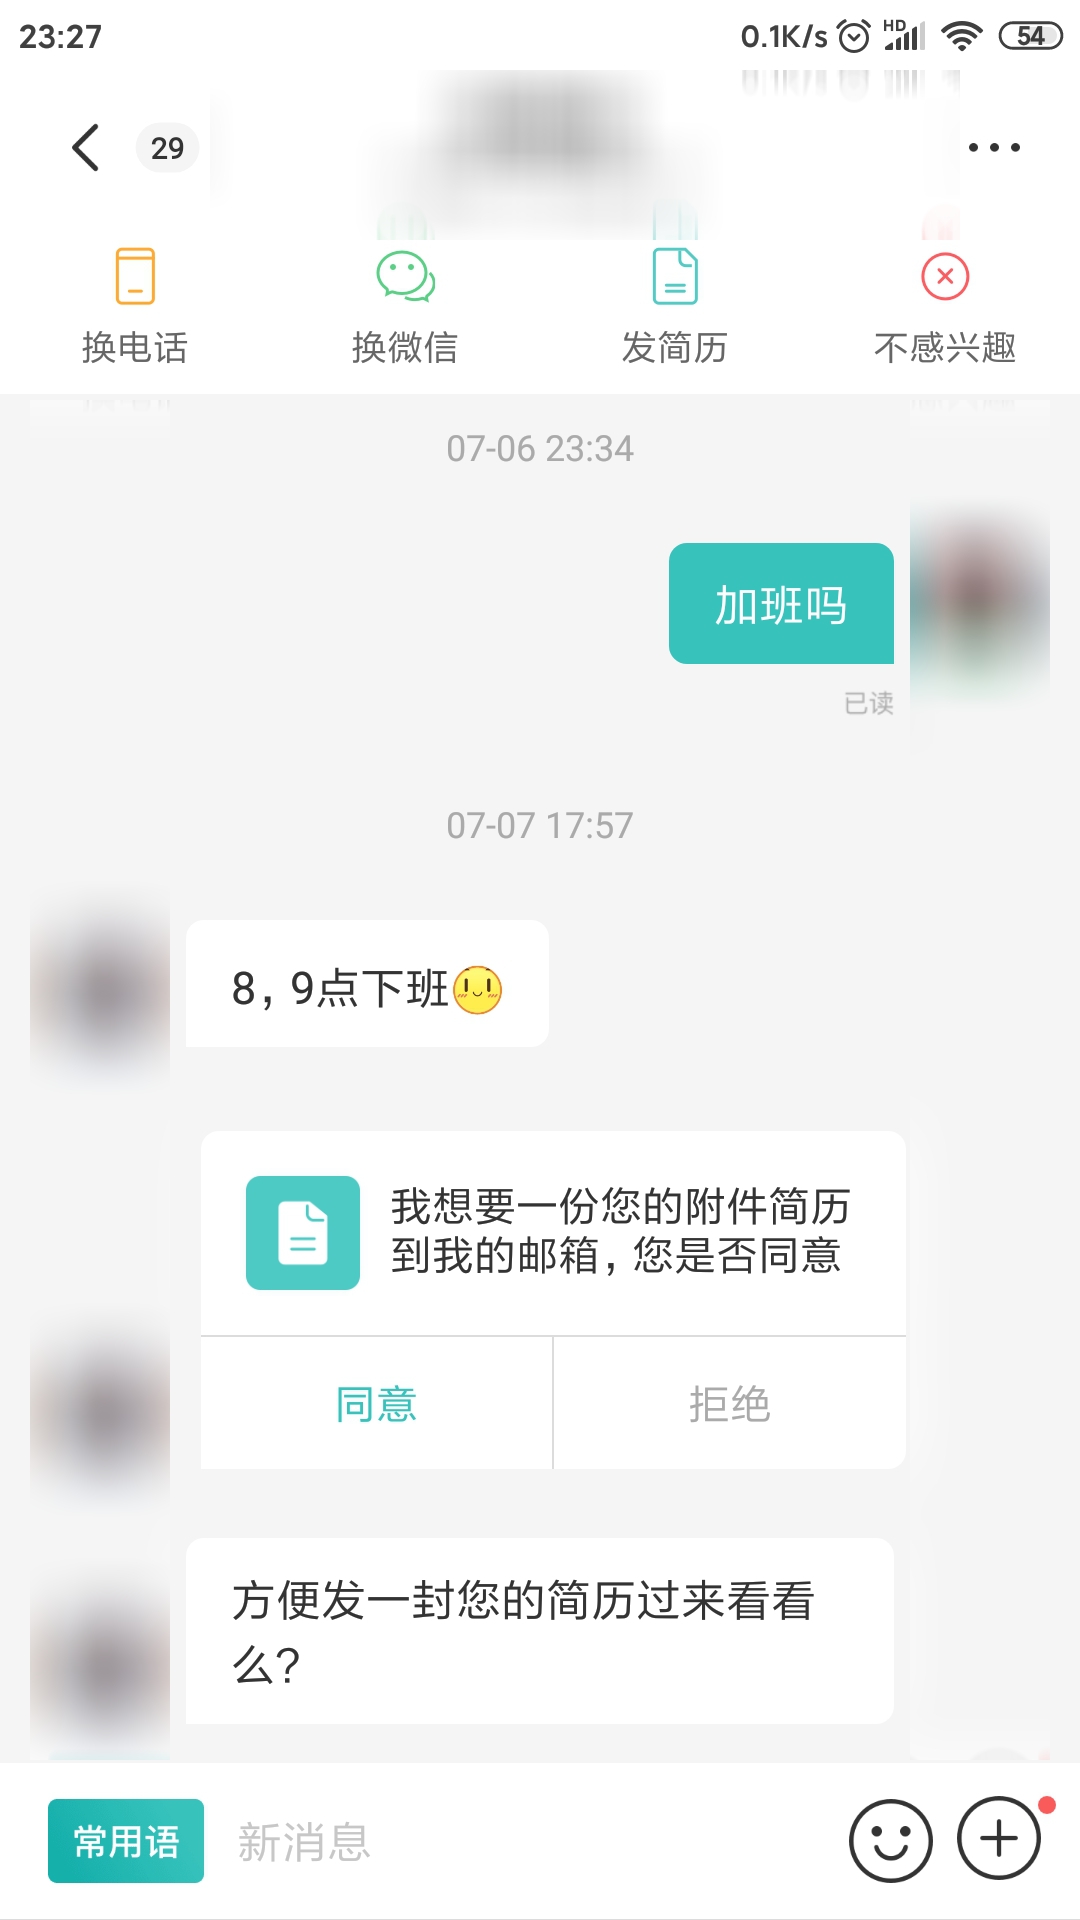 23:27
0.1K/s HD 54
29
换电话 换微信 发简历 不感兴趣
07-06 23:34
加班吗
已读
07-07 17:57
8，9点下班
我想要一份您的附件简历
到我的邮箱，您是否同意
同意 拒绝
方便发一封您的简历过来看看
么？
常用语 新消息